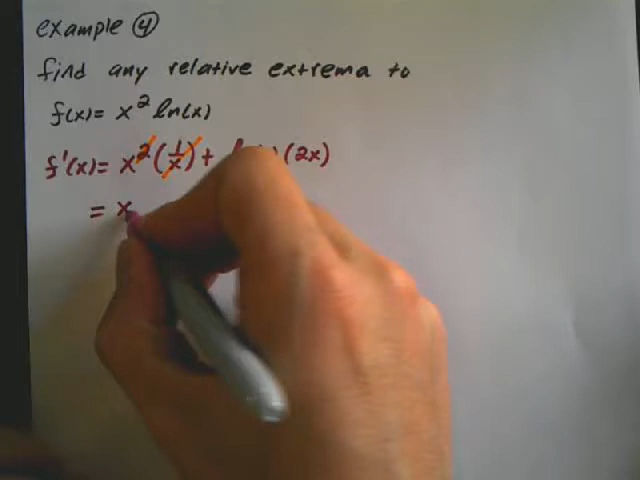 example ④
find any relative extrema to
f(x) = x² ln(x)
f'(x) = x² (1/x) + (2x)
= x